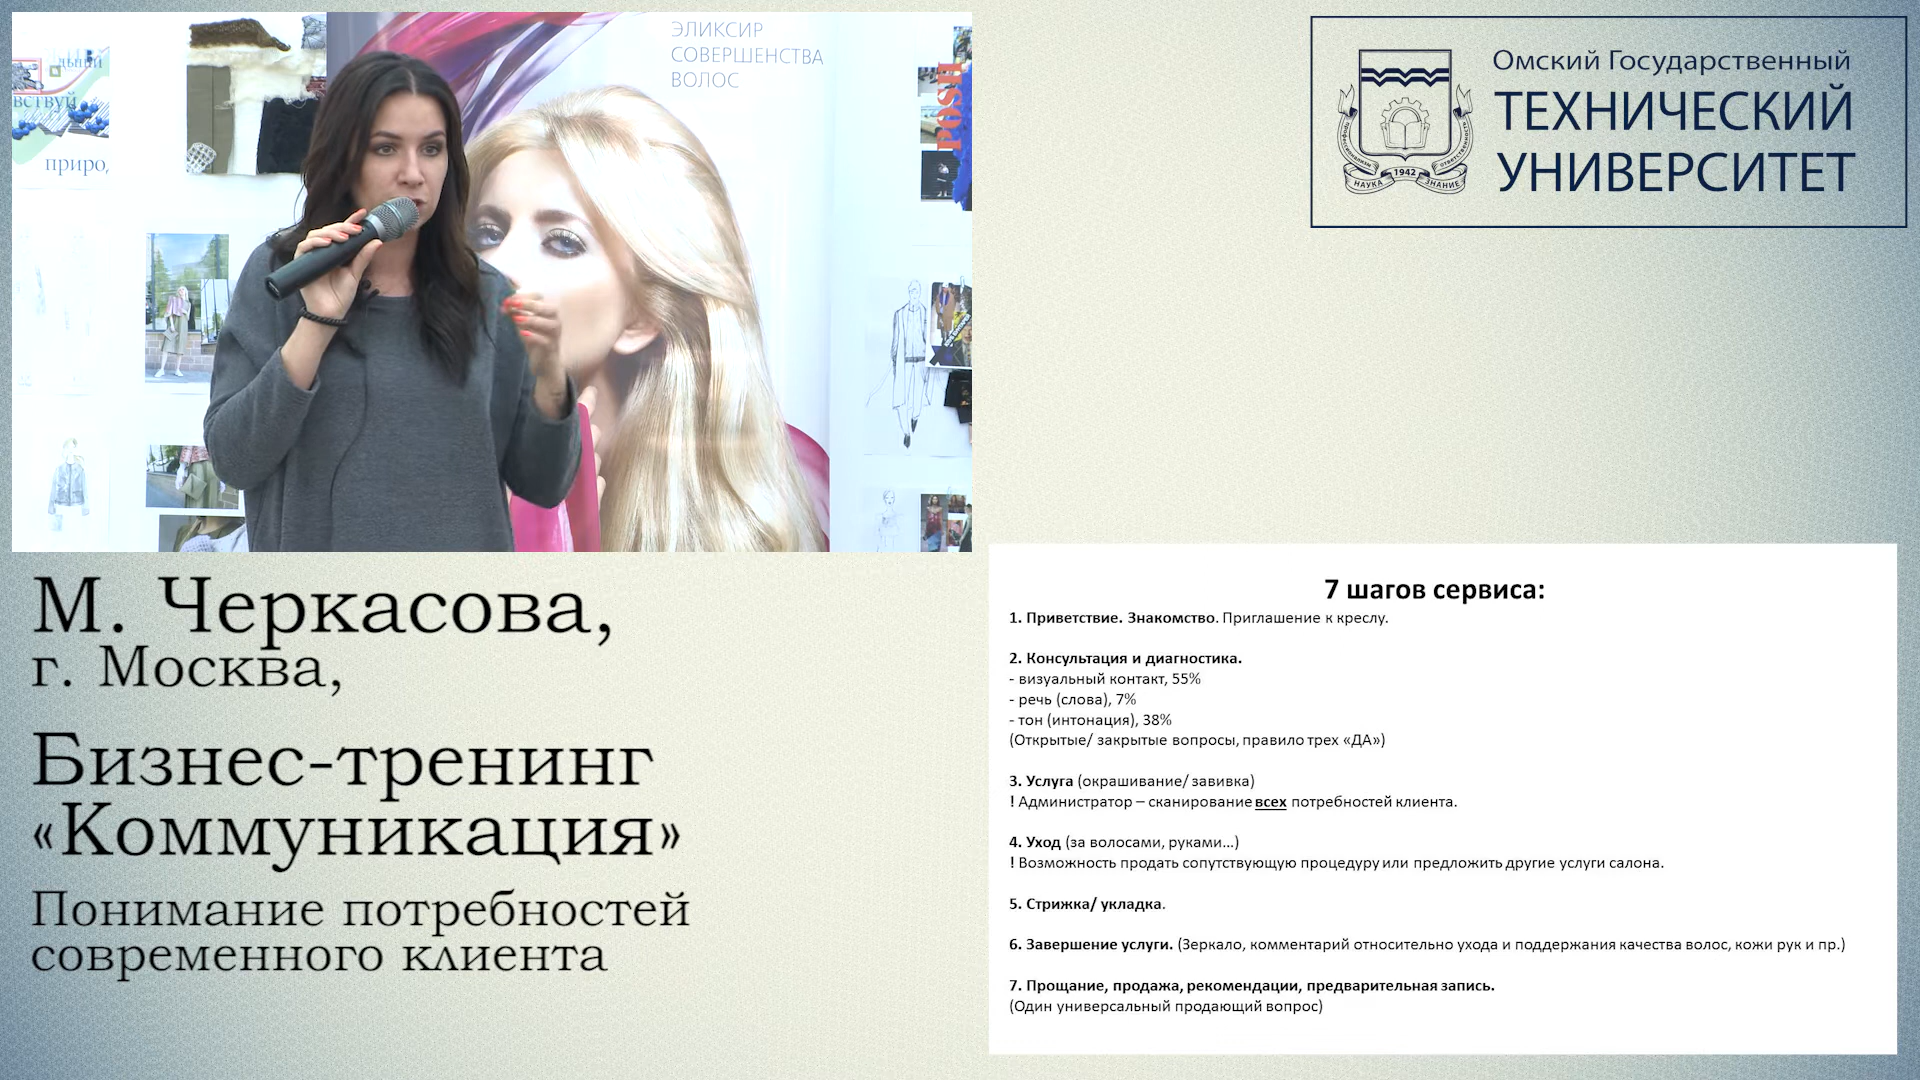 дыши
вствуй
приро
ЭЛИКСИР
СОВЕРШЕНСТВА
ВОЛОС
POSH
Омский Государственный
ТЕХНИЧЕСКИЙ
УНИВЕРСИТЕТ
профессионализм
ответственность
НАУКА 1942 ЗНАНИЕ
М. Черкасова,
г. Москва,
Бизнес-тренинг
«Коммуникация»
Понимание потребностей
современного клиента
7 шагов сервиса:
1. Приветствие. Знакомство. Приглашение к креслу.
2. Консультация и диагностика.
- визуальный контакт, 55%
- речь (слова), 7%
- тон (интонация), 38%
(Открытые/ закрытые вопросы, правило трех «ДА»)
3. Услуга (окрашивание/ завивка)
! Администратор – сканирование всех потребностей клиента.
4. Уход (за волосами, руками...)
! Возможность продать сопутствующую процедуру или предложить другие услуги салона.
5. Стрижка/ укладка.
6. Завершение услуги. (Зеркало, комментарий относительно ухода и поддержания качества волос, кожи рук и пр.)
7. Прощание, продажа, рекомендации, предварительная запись.
(Один универсальный продающий вопрос)